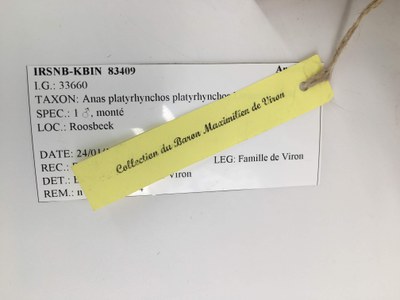 IRSNB-KBIN 83409
I.G.: 33660
TAXON: Anas platyrhynchos platyrhynchos
SPEC.: 1 ♂, monté
LOC.: Roosbeek
DATE: 24/01/
REC.:
LEG: Famille de Viron
DET.:
Viron
REM.:
Collection du Baron Maximilien de Viron